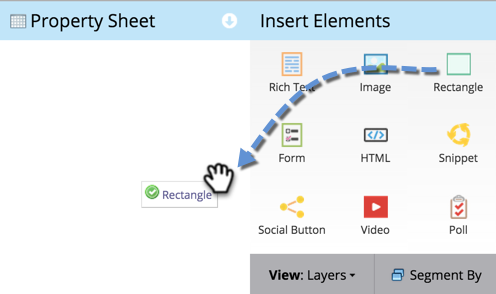 Property Sheet
Insert Elements
Rich Text
Image
Rectangle
Form
HTML
Snippet
Rectangle
Social Button
Video
Poll
View: Layers
Segment By